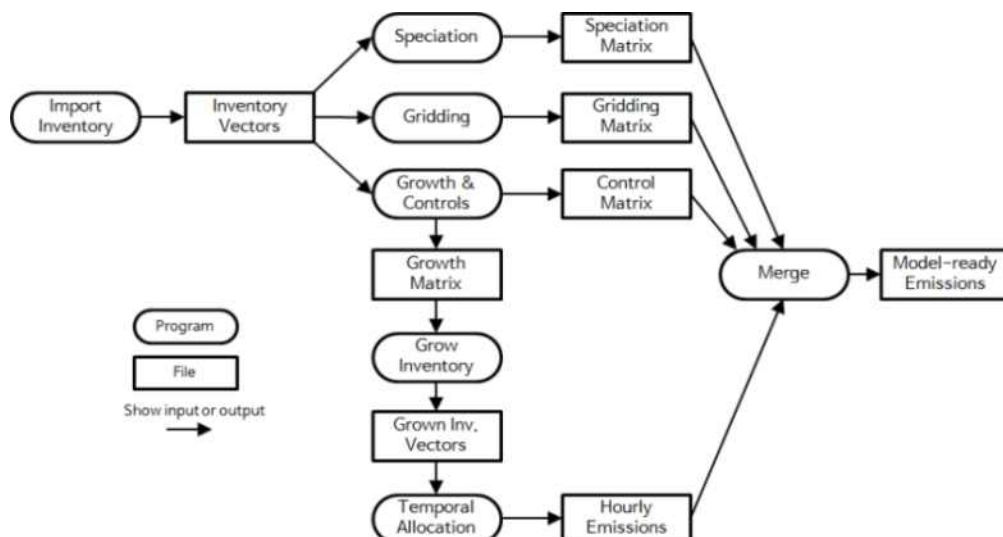 Speciation
Speciation
Matrix
Import
Inventory
Inventory
Vectors
Gridding
Gridding
Matrix
Growth &
Controls
Control
Matrix
Growth
Matrix
Merge
Model-ready
Emissions
Program
File
Show input or output
Grow
Inventory
Grown Inv.
Vectors
Temporal
Allocation
Hourly
Emissions